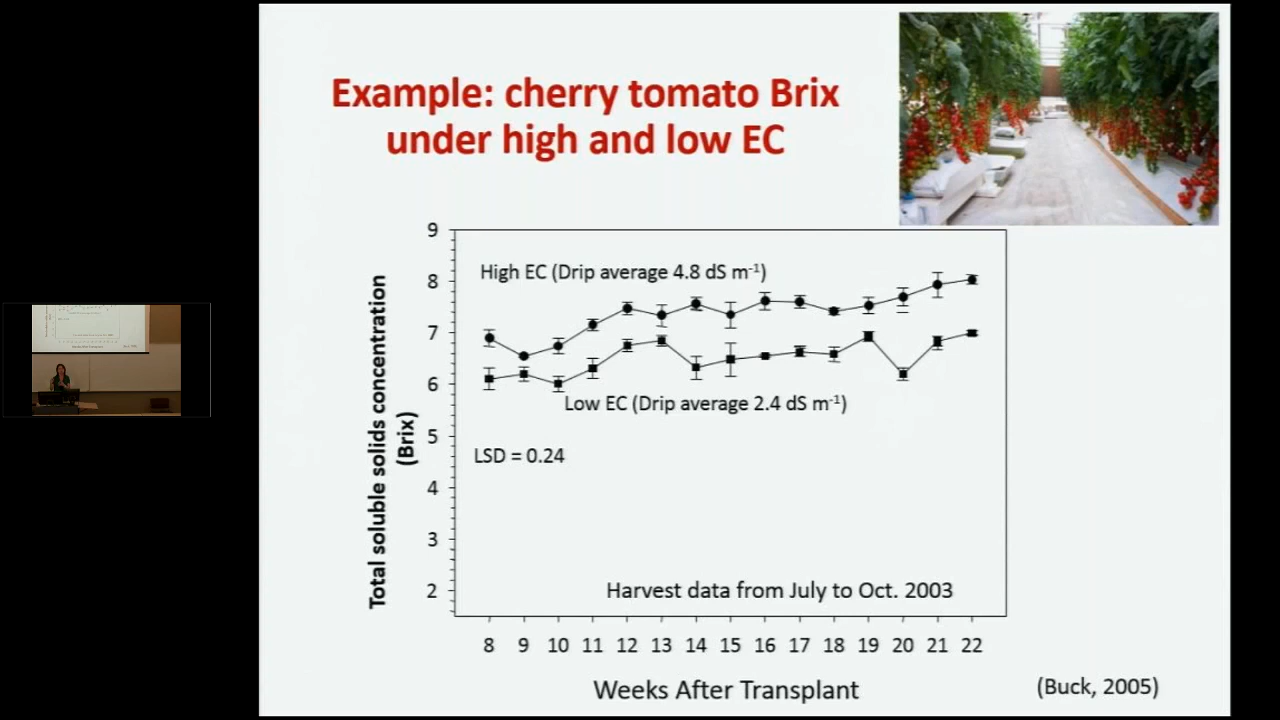 Example: cherry tomato Brix
under high and low EC
9
8
7
6
5
4
3
2
Total soluble solids concentration
(Brix)
High EC (Drip average 4.8 dS m⁻¹)
Low EC (Drip average 2.4 dS m⁻¹)
LSD = 0.24
Harvest data from July to Oct. 2003
8 9 10 11 12 13 14 15 16 17 18 19 20 21 22
Weeks After Transplant
(Buck, 2005)